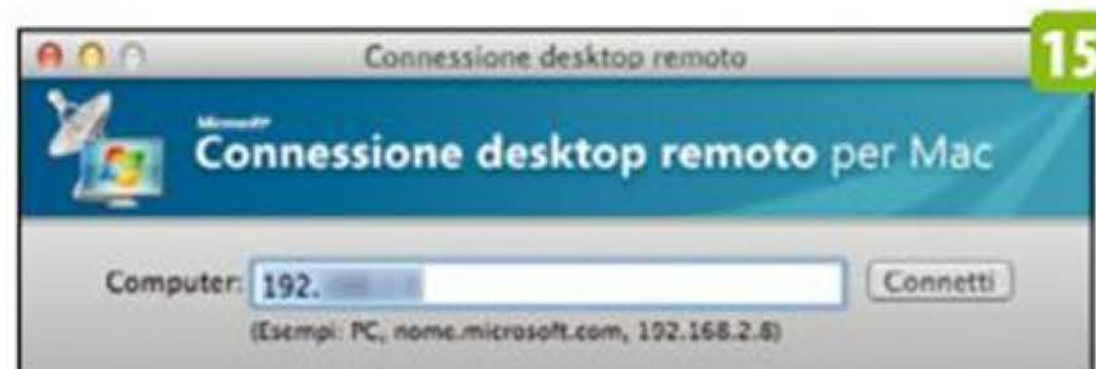 Connessione desktop remoto
15
Microsoft®
Connessione desktop remoto per Mac
Computer: 192. Connetti
(Esempi: PC, nome.microsoft.com, 192.168.2.8)